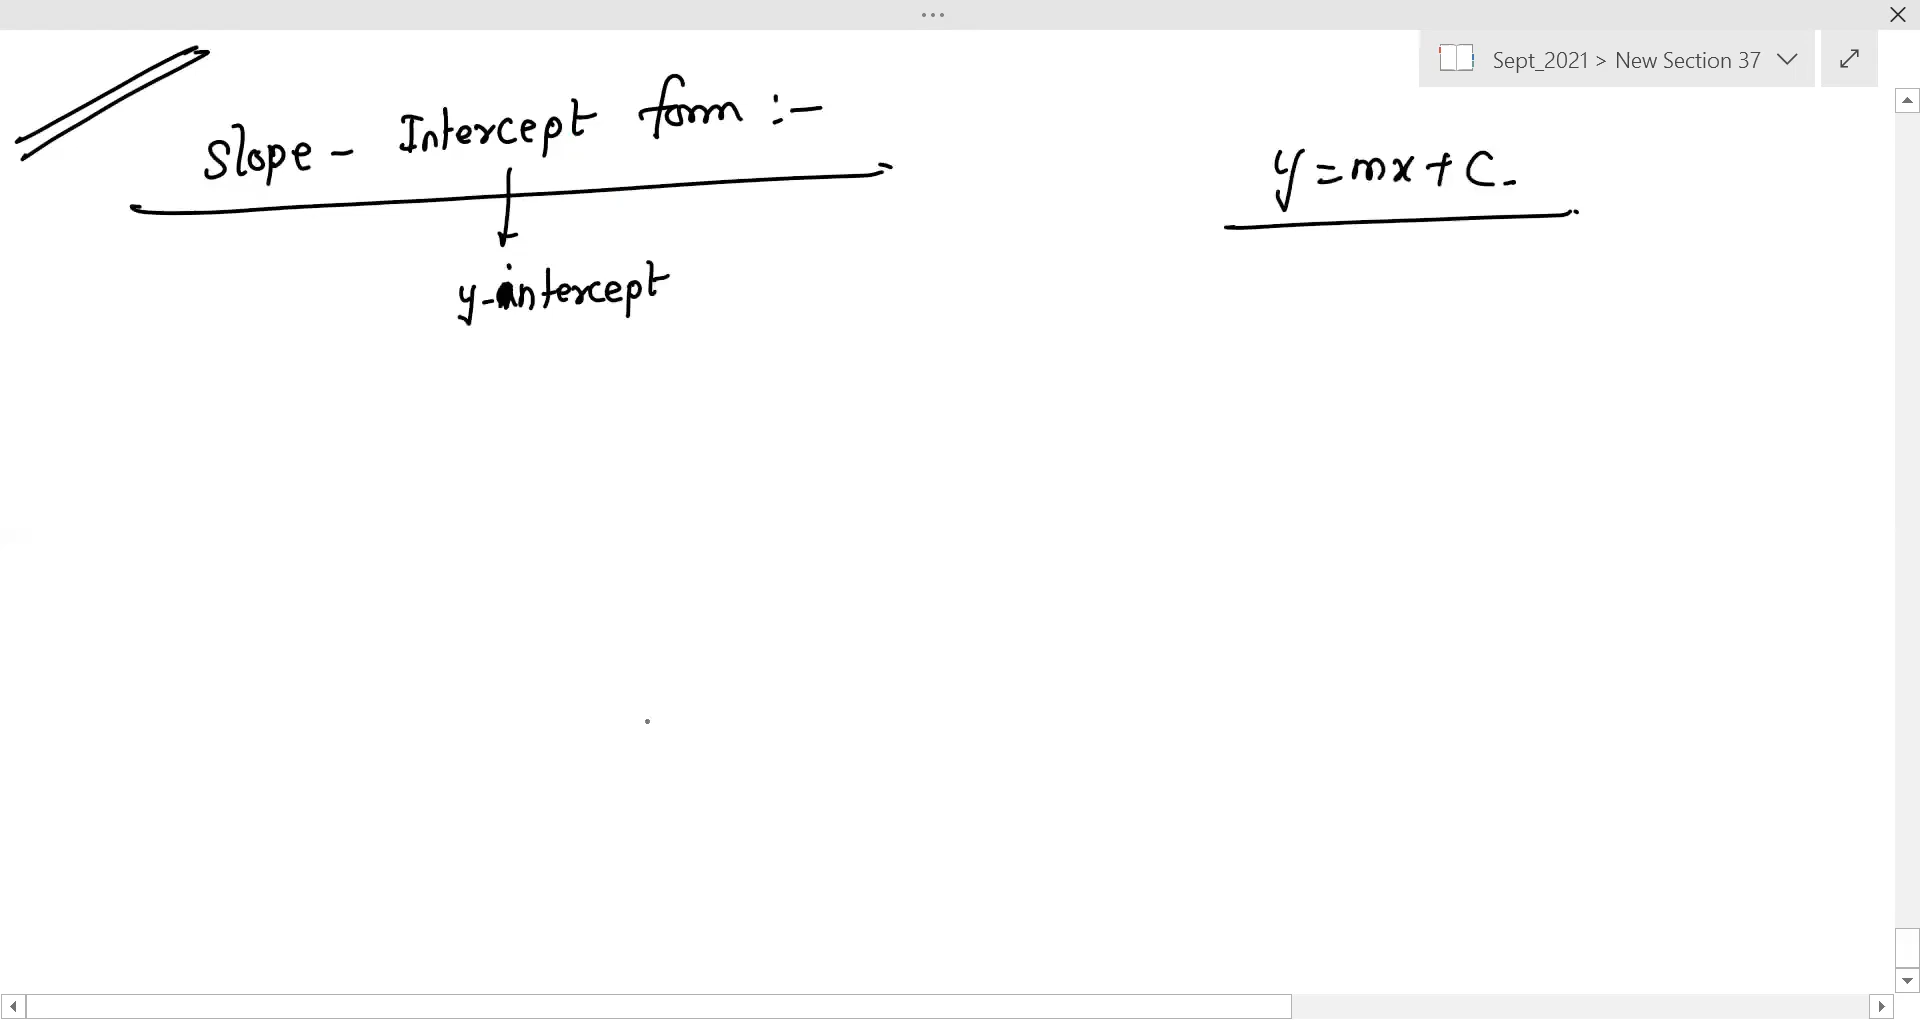 Sept_2021 > New Section 37
Slope - Intercept form :-
y = mx + C.
y-intercept